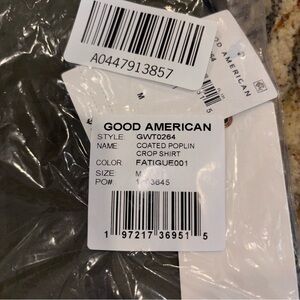 A0447913857
GOOD AMERICAN
M
GOOD AMERICAN
STYLE GWT0264
NAME COATED POPLIN
CROP SHIRT
COLOR FATIGUE001
SIZE M
PO#
1 97217 36951 5